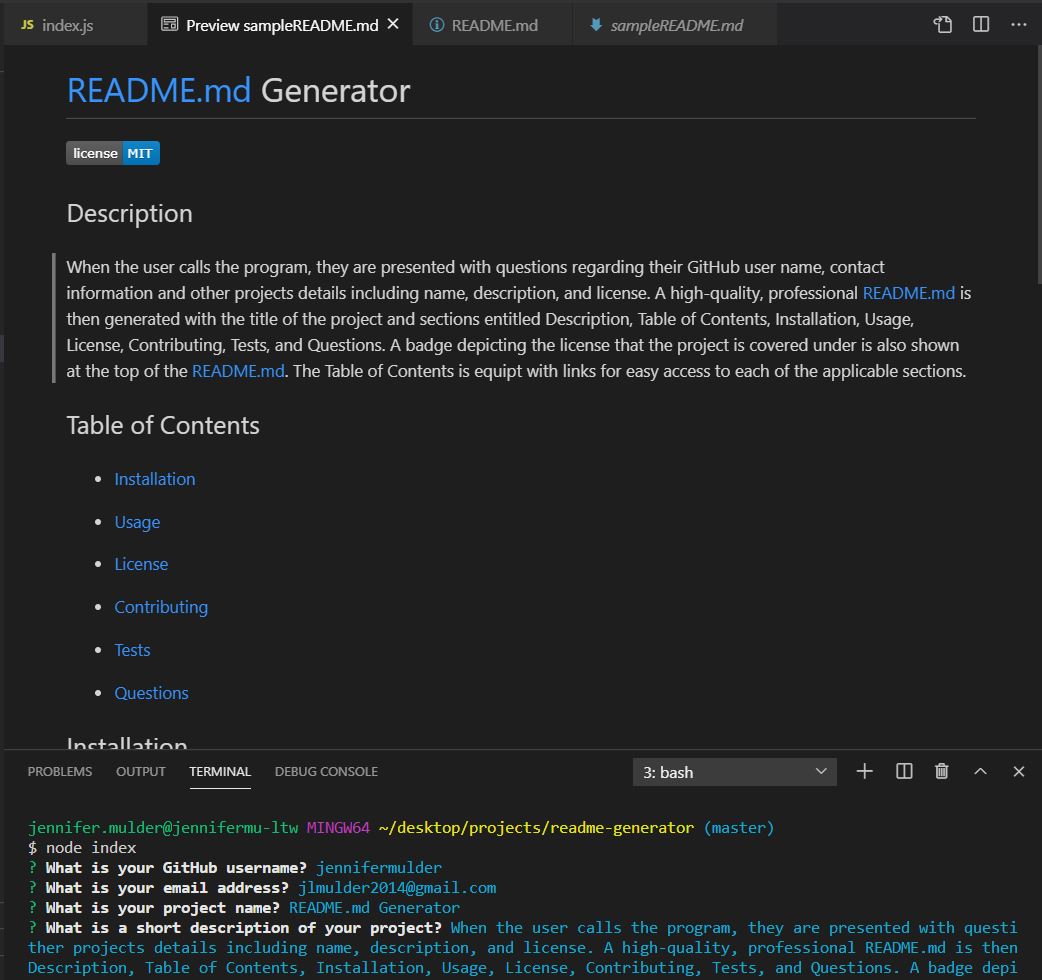 JS index.js Preview sampleREADME.md README.md sampleREADME.md
README.md Generator
license MIT
Description
When the user calls the program, they are presented with questions regarding their GitHub user name, contact
information and other projects details including name, description, and license. A high-quality, professional README.md is
then generated with the title of the project and sections entitled Description, Table of Contents, Installation, Usage,
License, Contributing, Tests, and Questions. A badge depicting the license that the project is covered under is also shown
at the top of the README.md. The Table of Contents is equipt with links for easy access to each of the applicable sections.
Table of Contents
Installation
Usage
License
Contributing
Tests
Questions
Installation
PROBLEMS OUTPUT TERMINAL DEBUG CONSOLE 3: bash
jennifer.mulder@jennifermu-ltw MINGW64 ~/desktop/projects/readme-generator (master)
$ node index
? What is your GitHub username? jennifermulder
? What is your email address? jlmulder2014@gmail.com
? What is your project name? README.md Generator
? What is a short description of your project? When the user calls the program, they are presented with questi
ther projects details including name, description, and license. A high-quality, professional README.md is then
Description, Table of Contents, Installation, Usage, License, Contributing, Tests, and Questions. A badge depi